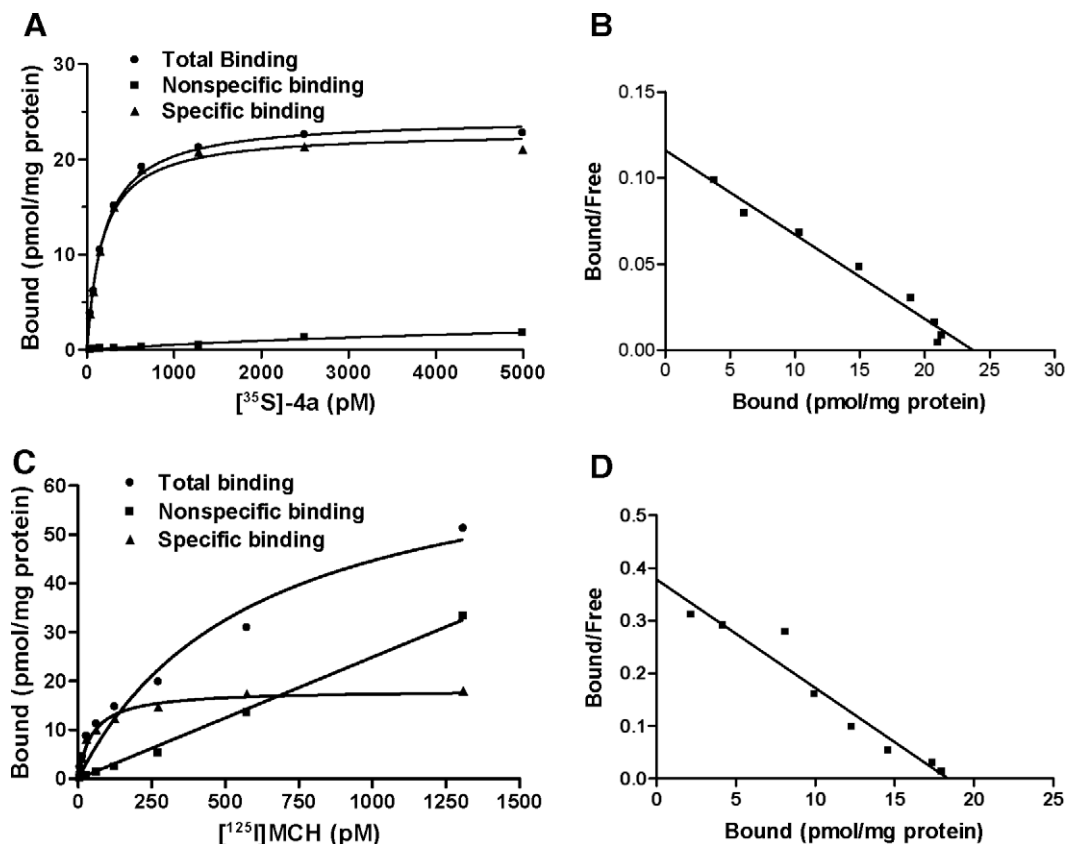 A
Total Binding
Nonspecific binding
Specific binding
30
20
10
0
Bound (pmol/mg protein)
0 1000 2000 3000 4000 5000
[³⁵S]-4a (pM)
B
0.15
0.10
0.05
0.00
Bound/Free
0 5 10 15 20 25 30
Bound (pmol/mg protein)
C
Total binding
Nonspecific binding
Specific binding
60
50
40
30
20
10
0
Bound (pmol/mg protein)
0 250 500 750 1000 1250 1500
[¹²⁵I]MCH (pM)
D
0.5
0.4
0.3
0.2
0.1
0.0
Bound/Free
0 5 10 15 20 25
Bound (pmol/mg protein)